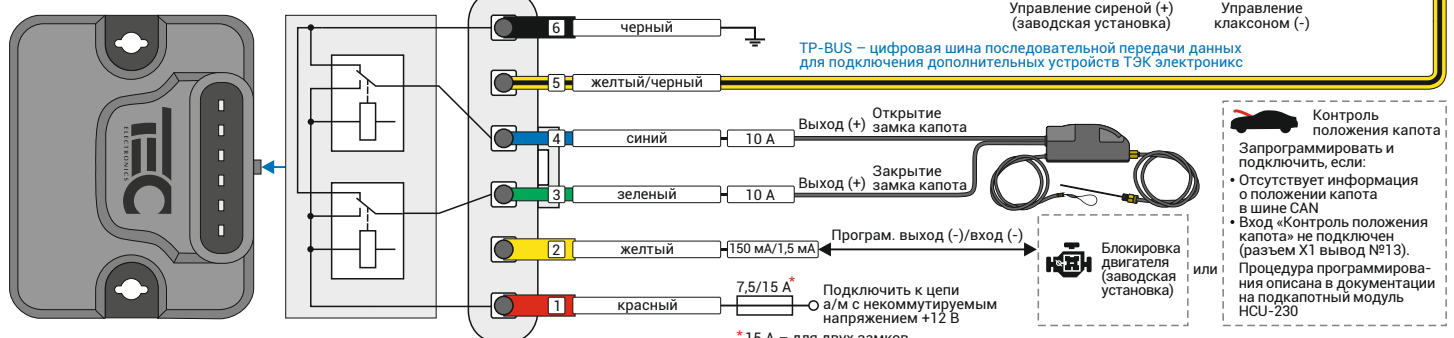 Управление сиреной (+)
(заводская установка)
Управление
клаксоном (-)
TP-BUS – цифровая шина последовательной передачи данных
для подключения дополнительных устройств ТЭК электроникс
TEC
ELECTRONICS
6 черный
5 желтый/черный
4 синий 10 А Выход (+) Открытие
замка капота
3 зеленый 10 А Выход (+) Закрытие
замка капота
2 желтый 150 мА/1,5 мА Програм. выход (-)/вход (-)
Блокировка
двигателя
(заводская
установка)
или
1 красный 7,5/15 А*
Подключить к цепи
а/м с некоммутируемым
напряжением +12 В
* 15 А – для двух замков
Контроль
положения капота
Запрограммировать и
подключить, если:
• Отсутствует информация
о положении капота
в шине CAN
• Вход «Контроль положения
капота» не подключен
(разъем X1 вывод №13).
Процедура программирова-
ния описана в документации
на подкапотный модуль
HCU-230